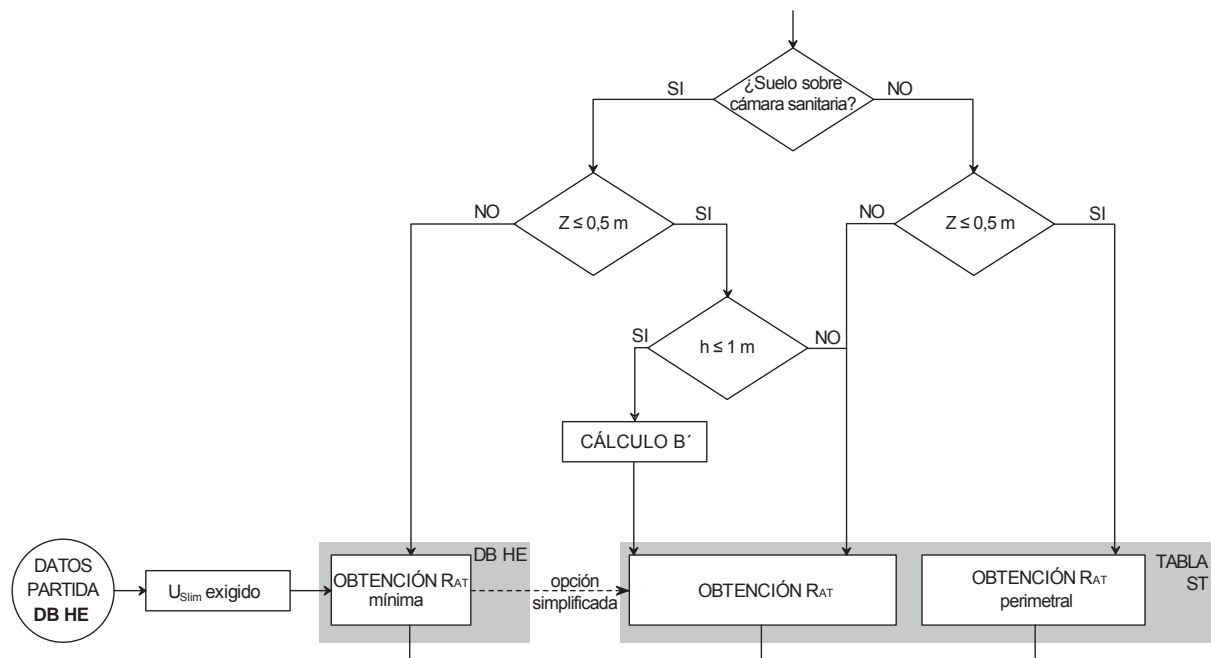 ¿Suelo sobre
cámara sanitaria?
SI
NO
NO
Z ≤ 0,5 m
SI
NO
Z ≤ 0,5 m
SI
SI
h ≤ 1 m
NO
CÁLCULO B´
DATOS
PARTIDA
DB HE
USlim exigido
DB HE
OBTENCIÓN RAT
mínima
opción
simplificada
OBTENCIÓN RAT
OBTENCIÓN RAT
perimetral
TABLA
ST